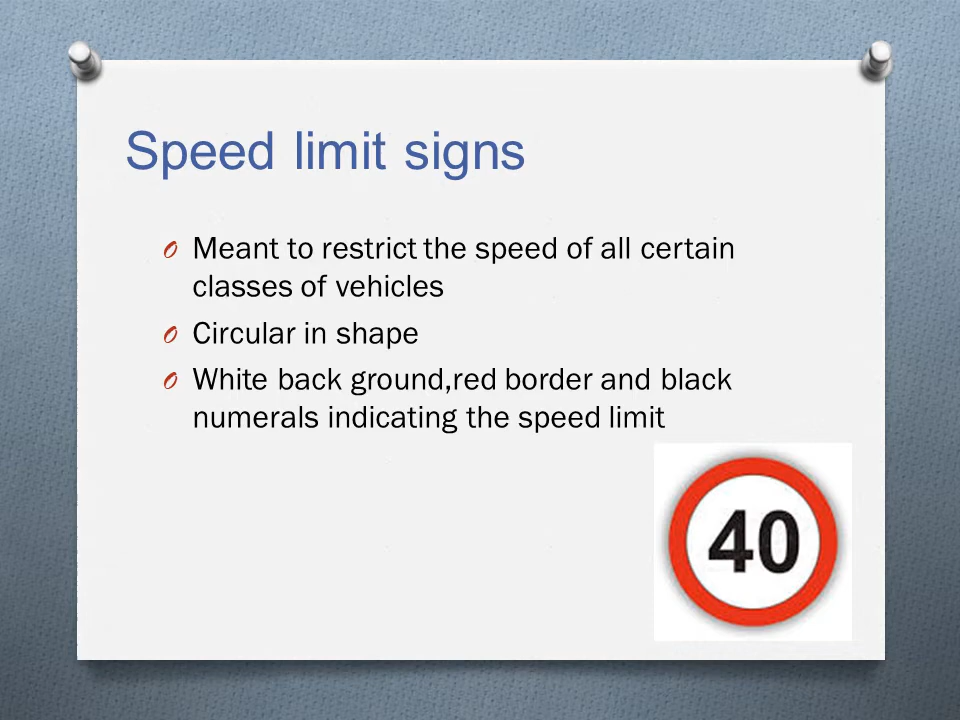 Speed limit signs
Meant to restrict the speed of all certain
classes of vehicles
Circular in shape
White back ground,red border and black
numerals indicating the speed limit
40